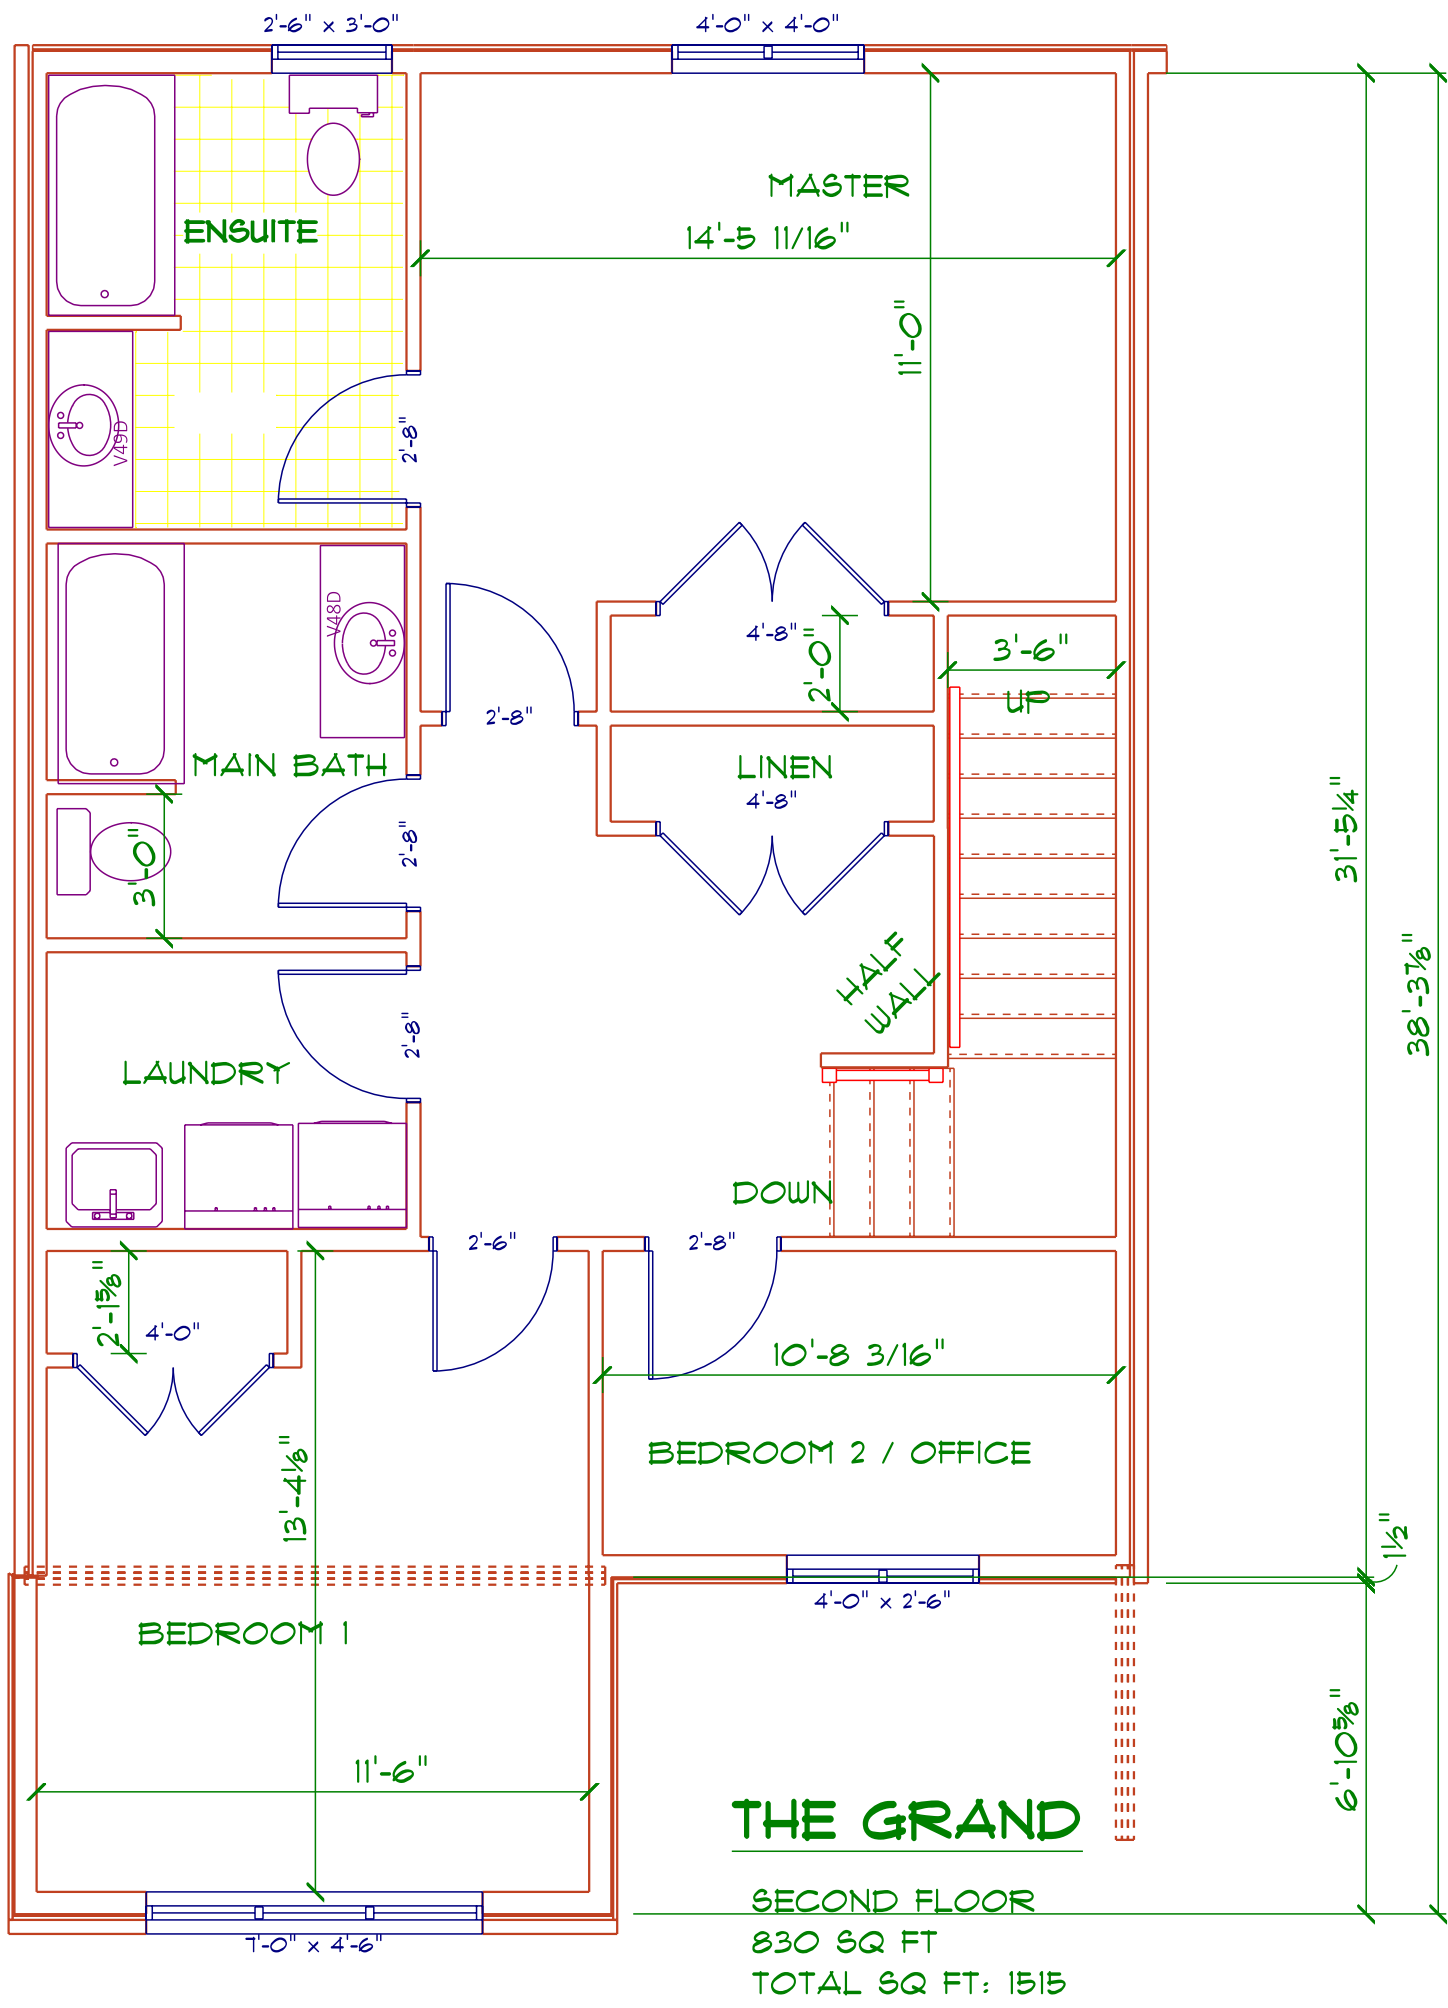 2'-6" x 3'-0"
4'-0" x 4'-0"
MASTER
ENSUITE
14'-5 11/16"
11'-0"
V49D
2'-8"
V48D
4'-8"
2'-0"
3'-6"
UP
2'-8"
MAIN BATH
LINEN
4'-8"
31'-5¼"
2'-8"
3'-0"
HALF
WALL
38'-3⅞"
2'-8"
LAUNDRY
DOWN
2'-6"
2'-8"
2'-1⅝"
4'-0"
10'-8 3/16"
BEDROOM 2 / OFFICE
13'-4⅛"
1½"
4'-0" x 2'-6"
BEDROOM 1
6'-10⅝"
11'-6"
THE GRAND
SECOND FLOOR
830 SQ FT
TOTAL SQ FT: 1515
7'-0" x 4'-6"